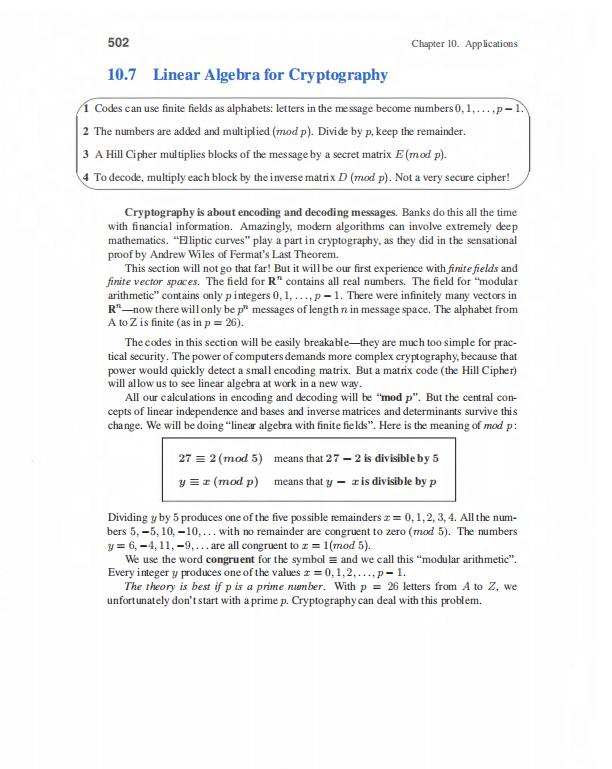 502
Chapter 10. Applications
10.7 Linear Algebra for Cryptography
1 Codes can use finite fields as alphabets: letters in the message become numbers 0, 1, . . . , p − 1.
2 The numbers are added and multiplied (mod p). Divide by p, keep the remainder.
3 A Hill Cipher multiplies blocks of the message by a secret matrix E (mod p).
4 To decode, multiply each block by the inverse matrix D (mod p). Not a very secure cipher!
Cryptography is about encoding and decoding messages. Banks do this all the time
with financial information. Amazingly, modern algorithms can involve extremely deep
mathematics. “Elliptic curves” play a part in cryptography, as they did in the sensational
proof by Andrew Wiles of Fermat’s Last Theorem.
This section will not go that far! But it will be our first experience with finite fields and
finite vector spaces. The field for Rⁿ contains all real numbers. The field for “modular
arithmetic” contains only p integers 0, 1, . . . , p − 1. There were infinitely many vectors in
Rⁿ—now there will only be pⁿ messages of length n in message space. The alphabet from
A to Z is finite (as in p = 26).
The codes in this section will be easily breakable—they are much too simple for prac-
tical security. The power of computers demands more complex cryptography, because that
power would quickly detect a small encoding matrix. But a matrix code (the Hill Cipher)
will allow us to see linear algebra at work in a new way.
All our calculations in encoding and decoding will be “mod p”. But the central con-
cepts of linear independence and bases and inverse matrices and determinants survive this
change. We will be doing “linear algebra with finite fields”. Here is the meaning of mod p:
27 ≡ 2 (mod 5) means that 27 − 2 is divisible by 5
y ≡ x (mod p) means that y − x is divisible by p
Dividing y by 5 produces one of the five possible remainders x = 0, 1, 2, 3, 4. All the num-
bers 5, −5, 10, −10, . . . with no remainder are congruent to zero (mod 5). The numbers
y = 6, −4, 11, −9, . . . are all congruent to x = 1(mod 5).
We use the word congruent for the symbol ≡ and we call this “modular arithmetic”.
Every integer y produces one of the values x = 0, 1, 2, . . . , p − 1.
The theory is best if p is a prime number. With p = 26 letters from A to Z, we
unfortunately don’t start with a prime p. Cryptography can deal with this problem.